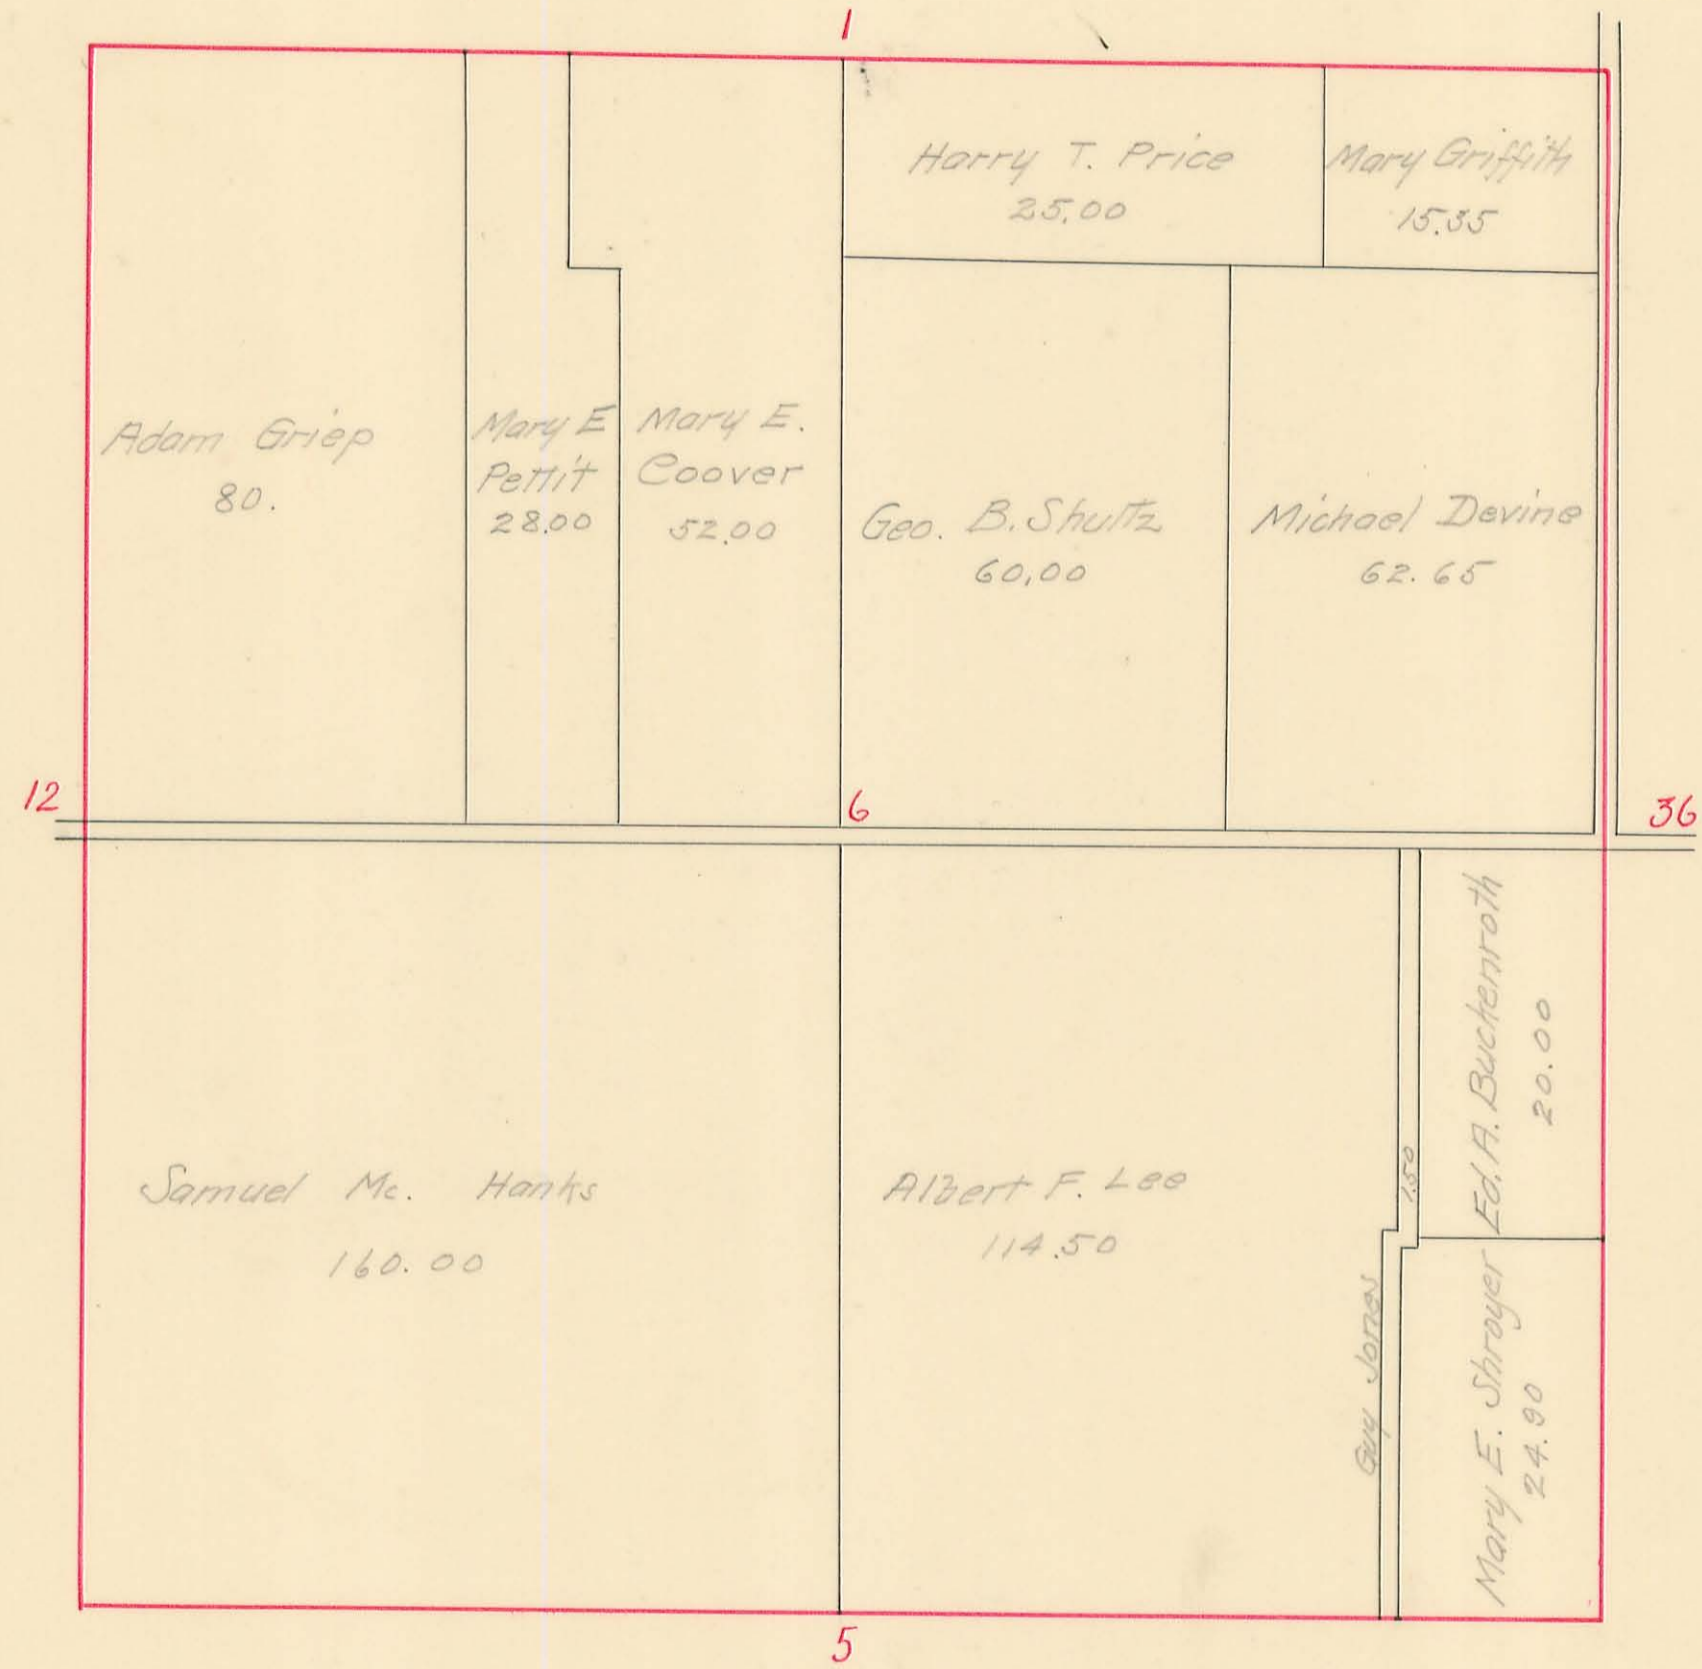 1
Harry T. Price
25.00
Mary Griffith
15.35
Adam Griep
80.
Mary E
Pettit
28.00
Mary E.
Coover
52.00
Geo. B. Shultz
60.00
Michael Devine
62.65
12
6
36
Samuel Mc. Hanks
160.00
Albert F. Lee
114.50
1.50
Guy Jones
Ed. A. Buchenroth
20.00
Mary E. Shroyer
24.90
5